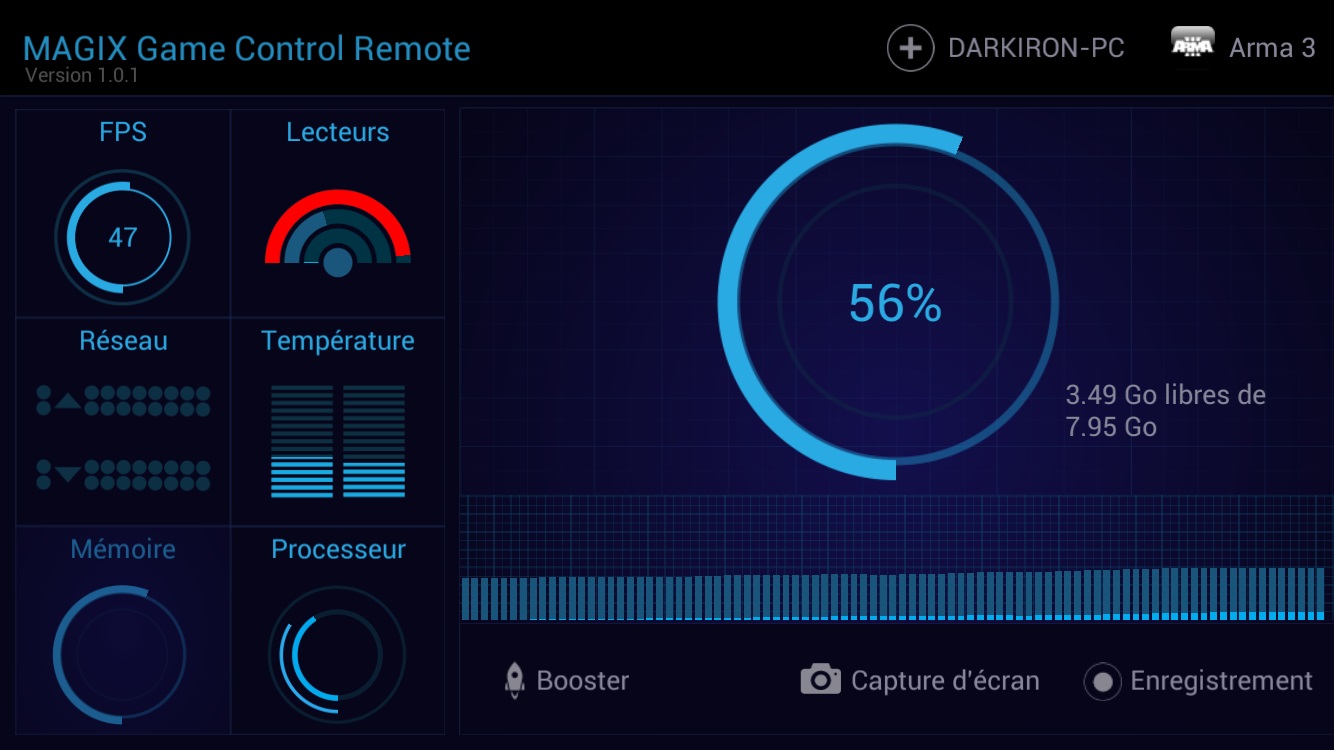 MAGIX Game Control Remote
Version 1.0.1
DARKIRON-PC
ARMA
Arma 3
FPS
47
Lecteurs
Réseau
Température
Mémoire
Processeur
56%
3.49 Go libres de
7.95 Go
Booster
Capture d'écran
Enregistrement